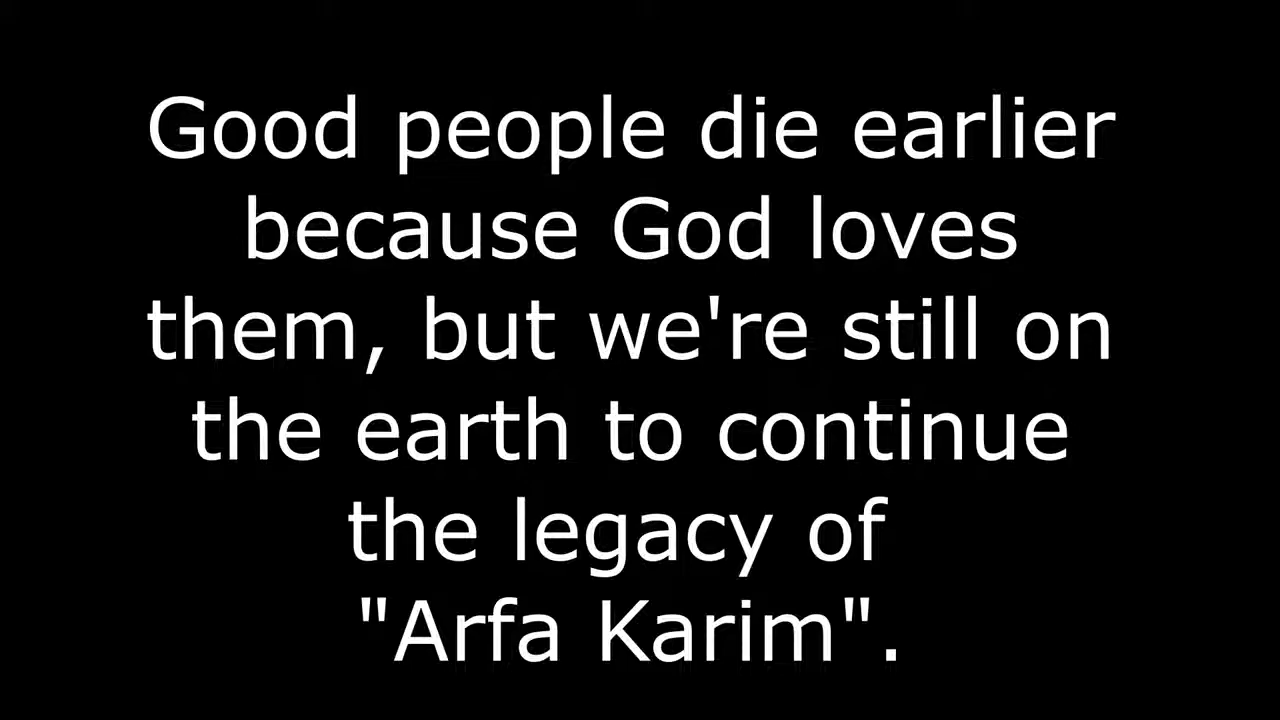 Good people die earlier
because God loves
them, but we're still on
the earth to continue
the legacy of
"Arfa Karim".